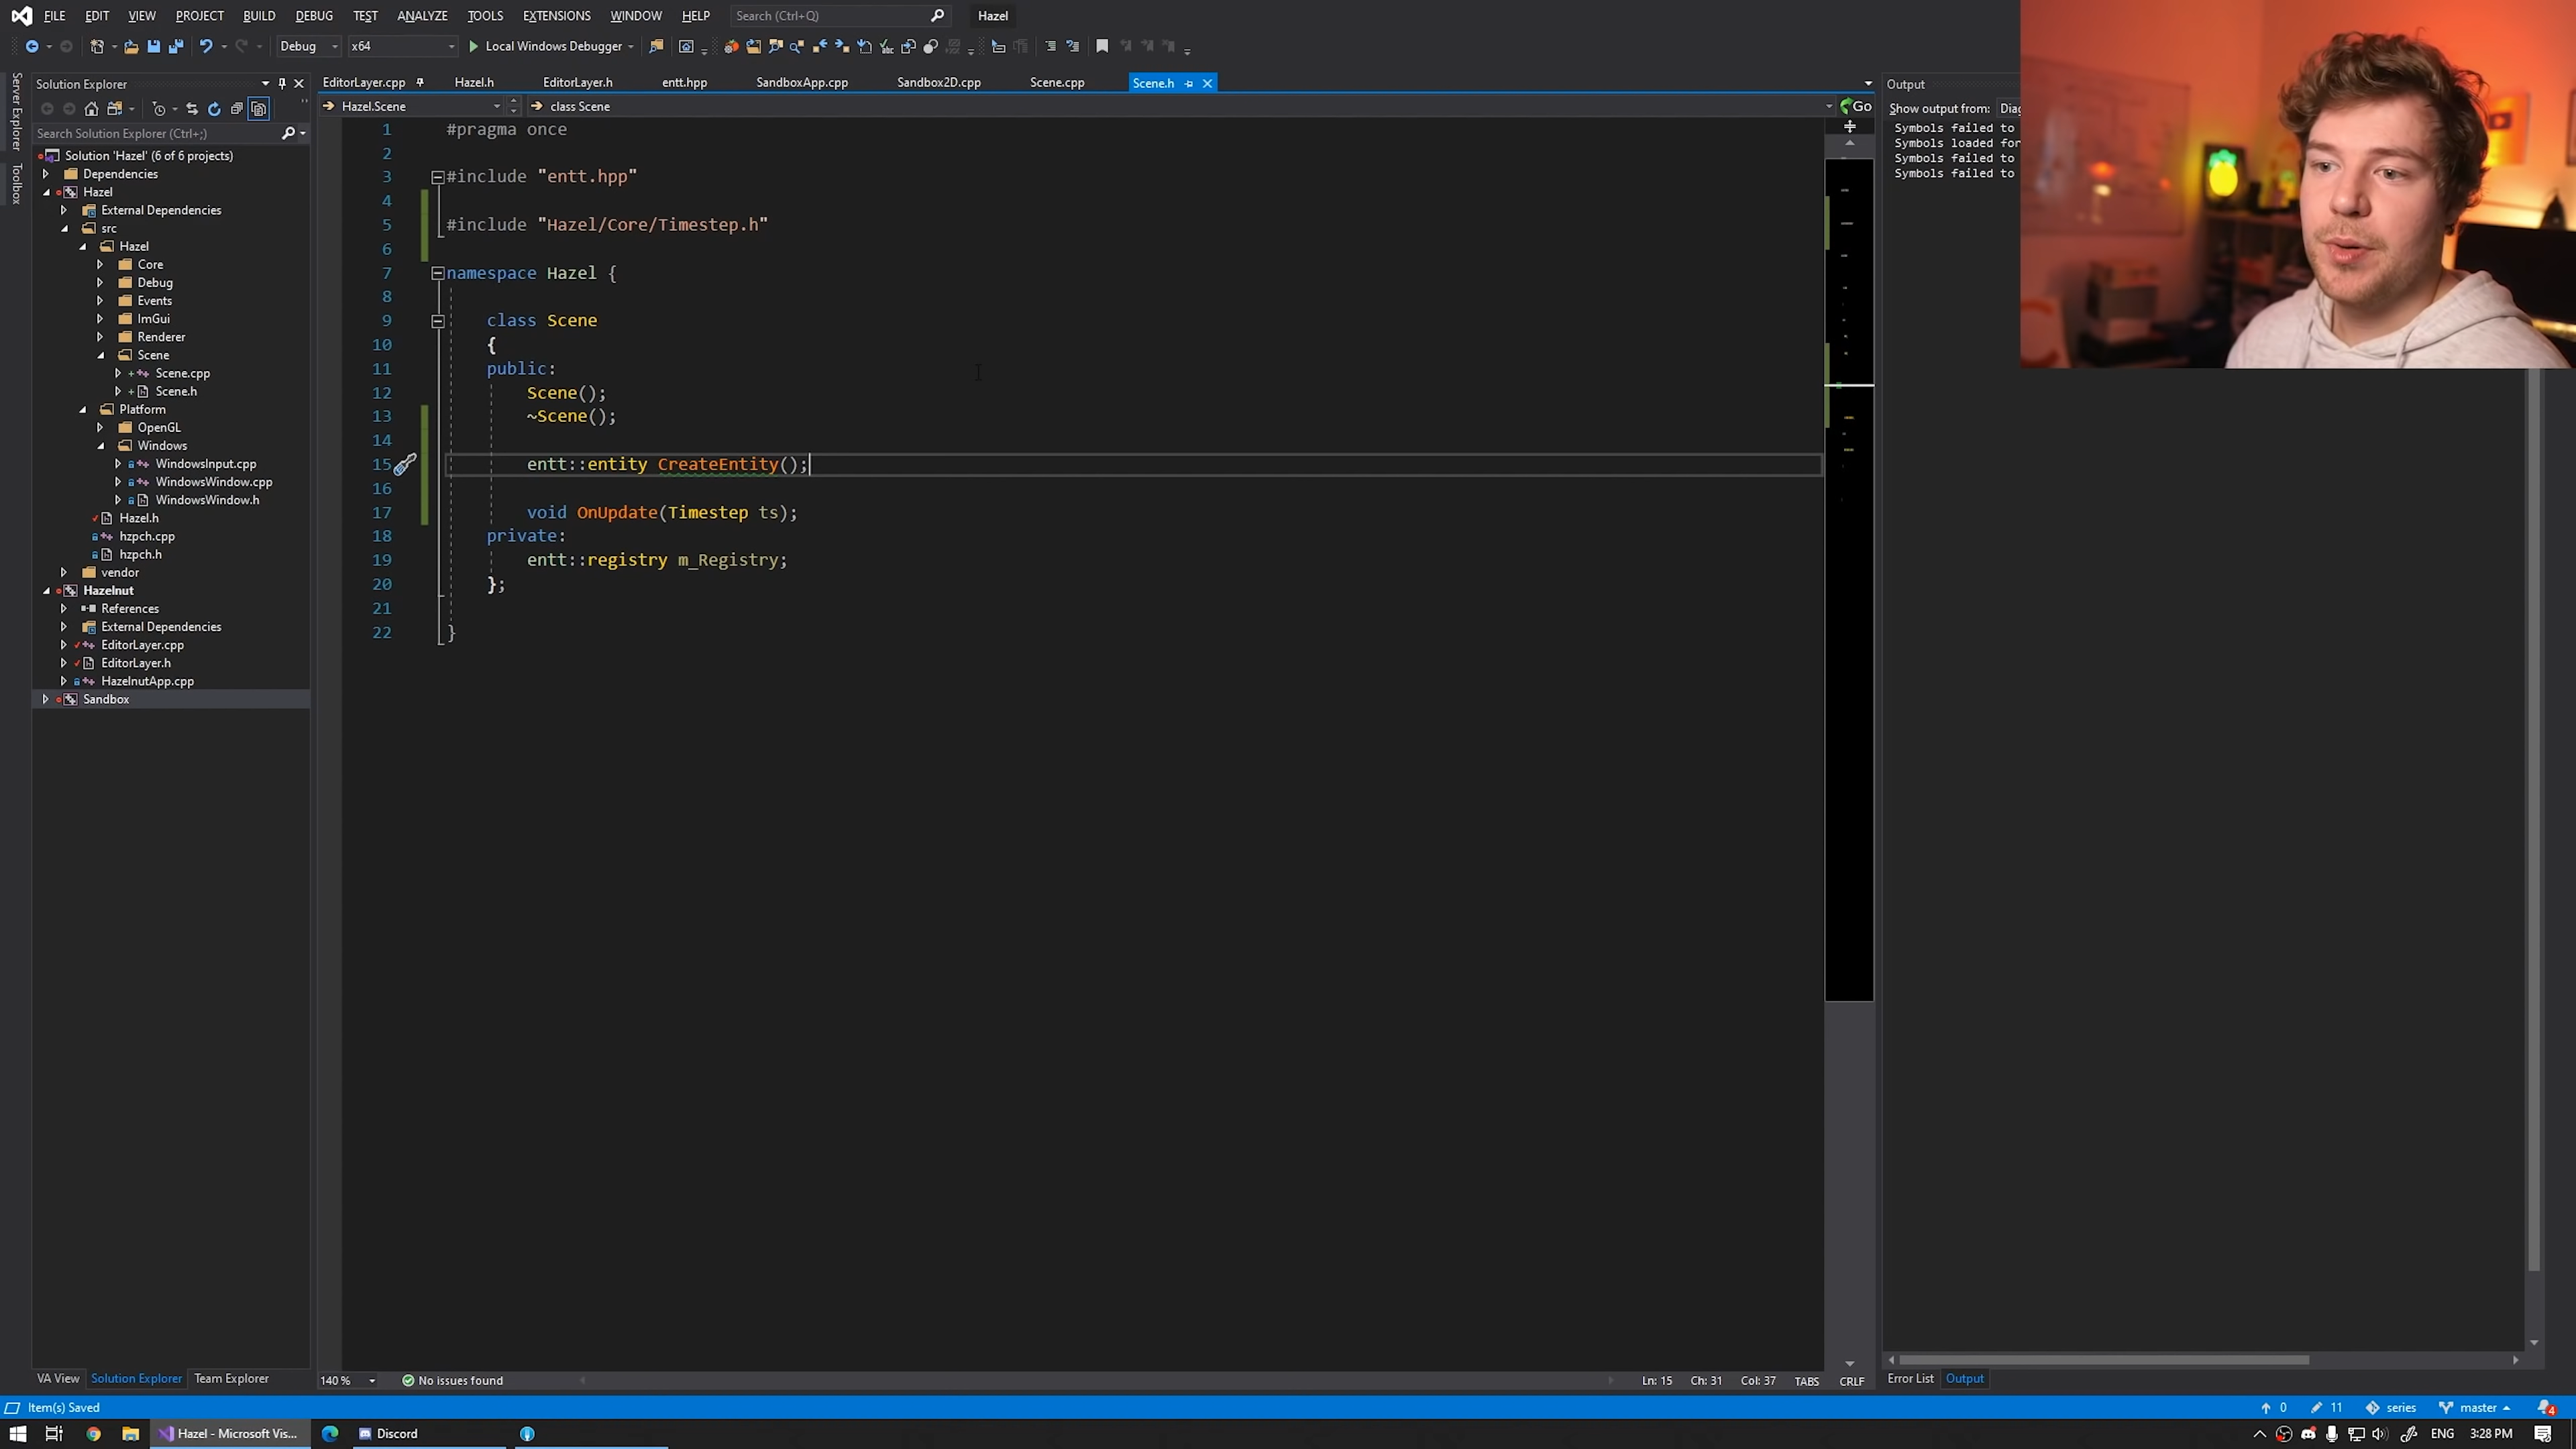 FILE EDIT VIEW PROJECT BUILD DEBUG TEST ANALYZE TOOLS EXTENSIONS WINDOW HELP Search (Ctrl+Q) Hazel
Debug x64 Local Windows Debugger
Server Explorer
Toolbox
Solution Explorer
Search Solution Explorer (Ctrl+;)
Solution 'Hazel' (6 of 6 projects)
Dependencies
Hazel
External Dependencies
src
Hazel
Core
Debug
Events
ImGui
Renderer
Scene
Scene.cpp
Scene.h
Platform
OpenGL
Windows
WindowsInput.cpp
WindowsWindow.cpp
WindowsWindow.h
Hazel.h
hzpch.cpp
hzpch.h
vendor
Hazelnut
References
External Dependencies
EditorLayer.cpp
EditorLayer.h
HazelnutApp.cpp
Sandbox
VA View Solution Explorer Team Explorer
EditorLayer.cpp Hazel.h EditorLayer.h entt.hpp SandboxApp.cpp Sandbox2D.cpp Scene.cpp Scene.h
Hazel.Scene class Scene Go
1 #pragma once
2
3 #include "entt.hpp"
4
5 #include "Hazel/Core/Timestep.h"
6
7 namespace Hazel {
8
9 class Scene
10 {
11 public:
12 Scene();
13 ~Scene();
14
15 entt::entity CreateEntity();
16
17 void OnUpdate(Timestep ts);
18 private:
19 entt::registry m_Registry;
20 };
21
22 }
140 % No issues found Ln: 15 Ch: 31 Col: 37 TABS CRLF
Output
Show output from: Diag
Symbols failed to
Symbols loaded for
Symbols failed to
Symbols failed to
Error List Output
Item(s) Saved 0 11 series master 4
Hazel - Microsoft Vis... Discord ENG 3:28 PM